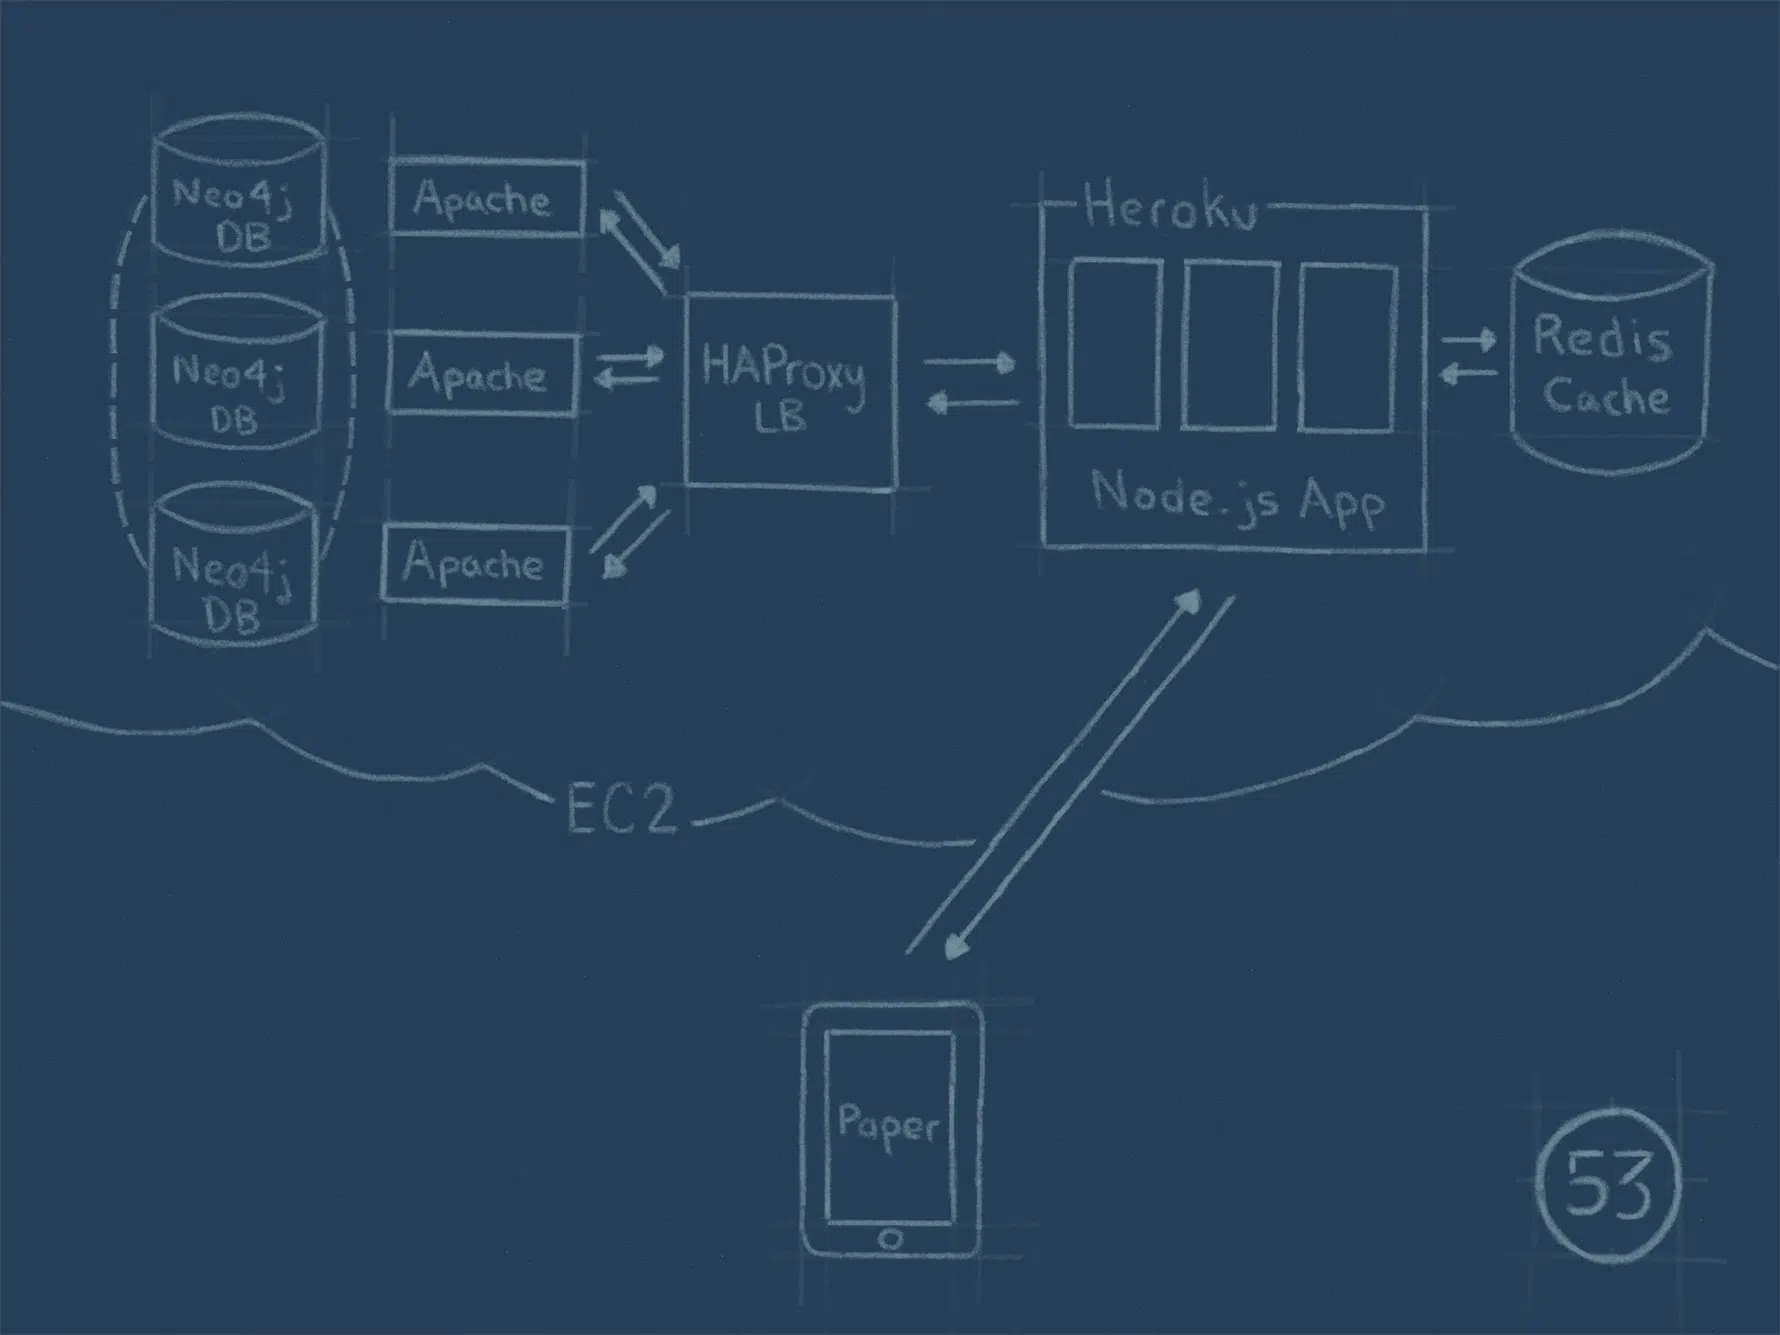 Neo4j
DB
Apache
Neo4j
DB
Apache
Neo4j
DB
Apache
HAProxy
LB
Heroku
Node.js App
Redis
Cache
EC2
Paper
53